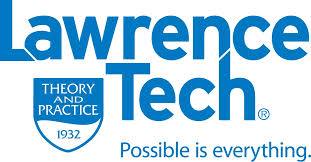 Lawrence
Tech®
THEORY
AND
PRACTICE
1932
Possible is everything.